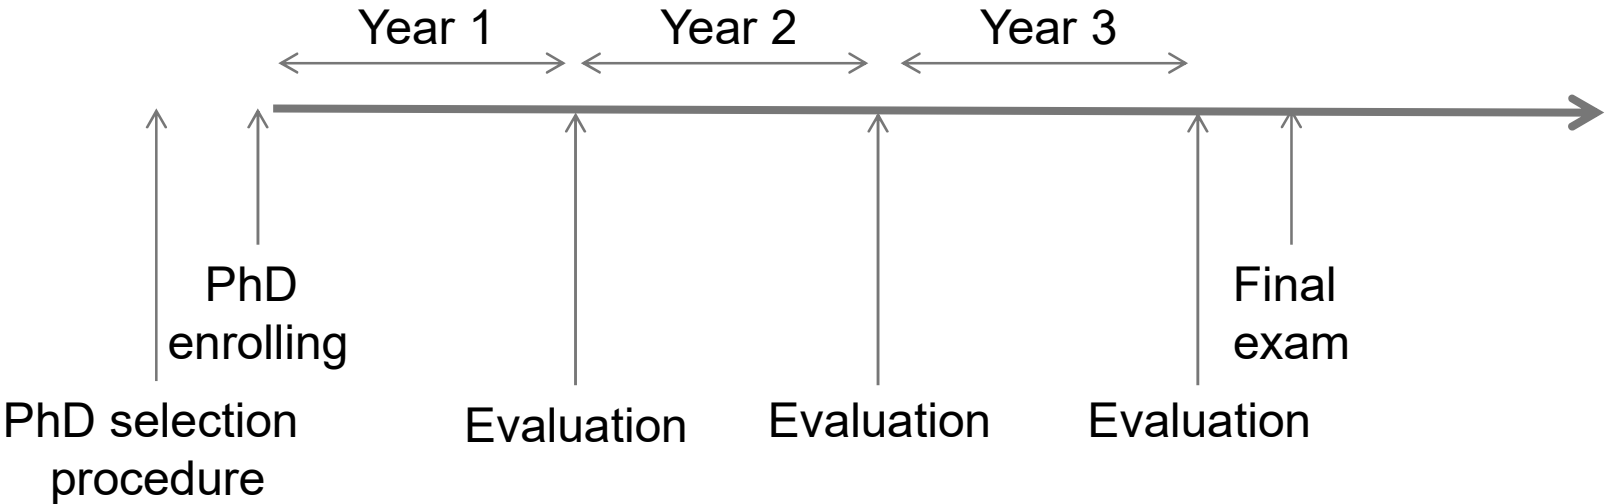 Year 1
Year 2
Year 3
PhD
enrolling
Final
exam
PhD selection
procedure
Evaluation
Evaluation
Evaluation